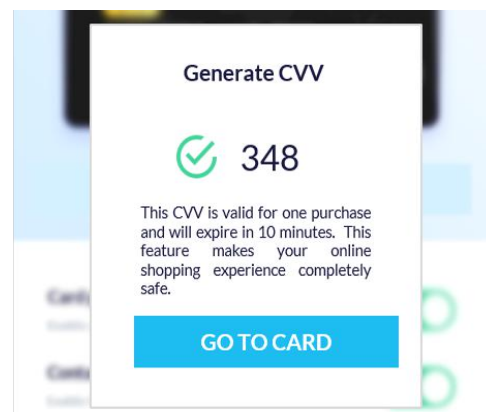 Generate CVV
348
This CVV is valid for one purchase
and will expire in 10 minutes. This
feature makes your online
shopping experience completely
safe.
GO TO CARD